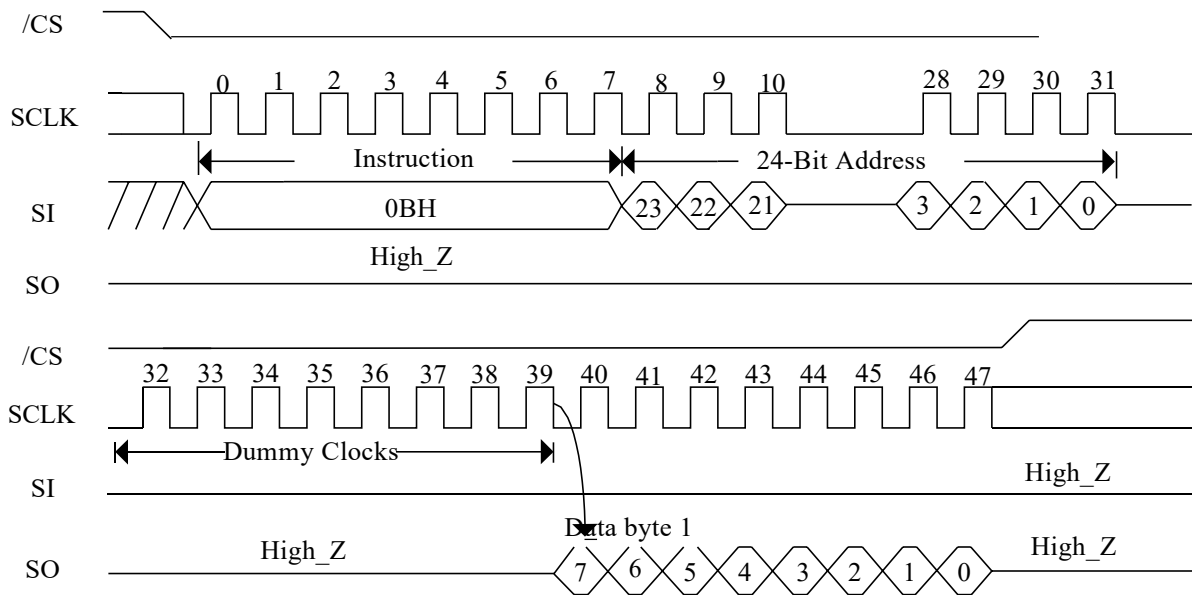 /CS
0 1 2 3 4 5 6 7 8 9 10 28 29 30 31
SCLK
Instruction 24-Bit Address
SI 0BH 23 22 21 3 2 1 0
High_Z
SO
/CS
32 33 34 35 36 37 38 39 40 41 42 43 44 45 46 47
SCLK
Dummy Clocks
SI High_Z
Data byte 1
High_Z High_Z
SO 7 6 5 4 3 2 1 0